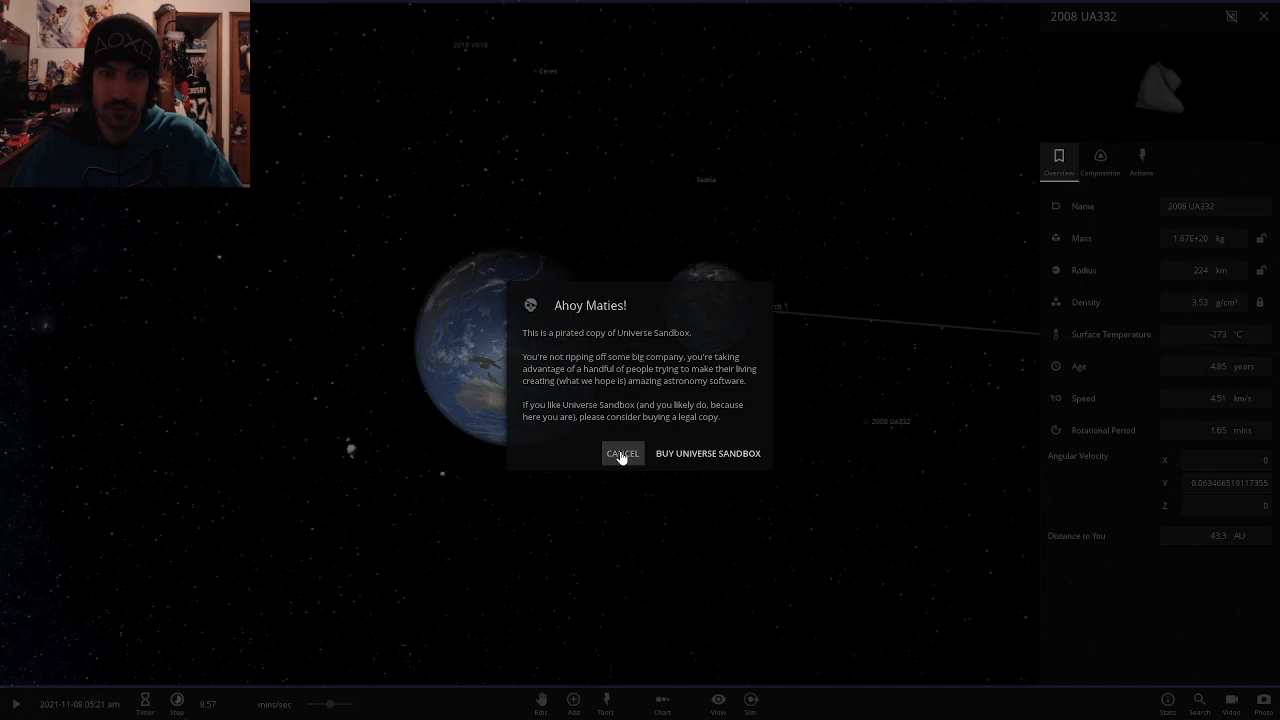 2008 UA332
2018 VG18
Ceres
Sedna
Overview
Composition
Actions
Name
2008 UA332
Mass
1.67E+20 kg
Radius
224 km
Density
3.53 g/cm³
Surface Temperature
-273 °C
Age
4.85 years
Speed
4.51 km/s
Rotational Period
1.65 mins
Angular Velocity
X 0
Y 0.063466519117355
Z 0
Distance to You
43.3 AU
Ahoy Maties!
This is a pirated copy of Universe Sandbox.
You're not ripping off some big company, you're taking
advantage of a handful of people trying to make their living
creating (what we hope is) amazing astronomy software.
If you like Universe Sandbox (and you likely do, because
here you are), please consider buying a legal copy.
CANCEL
BUY UNIVERSE SANDBOX
2008 UA332
2021-11-08 05:21 am
Timer
Step
8.57
mins/sec
Edit
Add
Tools
Chart
View
Sim
Stats
Search
Video
Photo